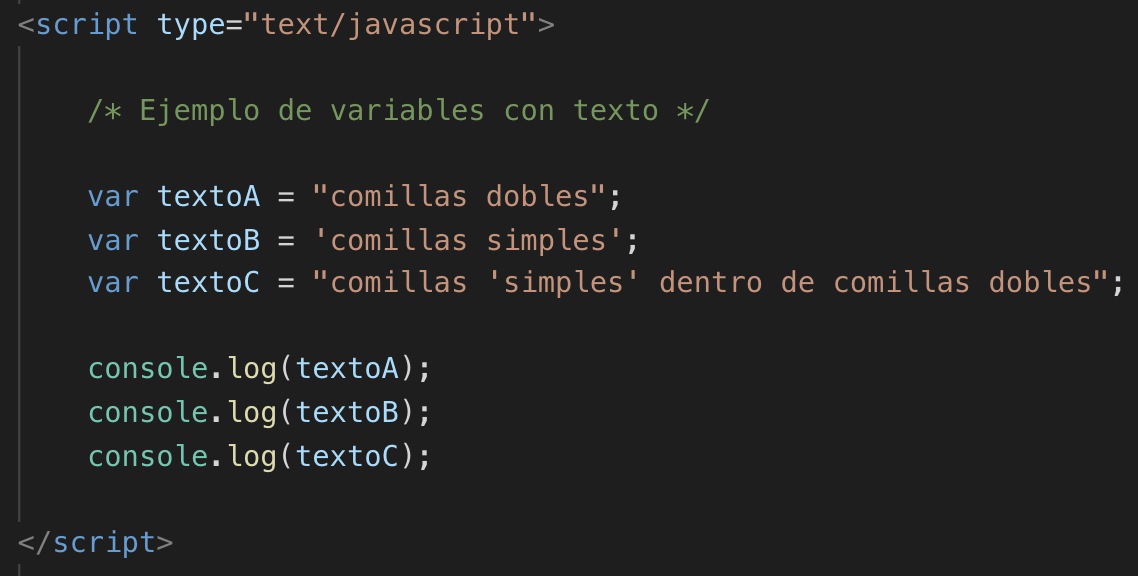 <script type="text/javascript">
/* Ejemplo de variables con texto */
var textoA = "comillas dobles";
var textoB = 'comillas simples';
var textoC = "comillas 'simples' dentro de comillas dobles";
console.log(textoA);
console.log(textoB);
console.log(textoC);
</script>